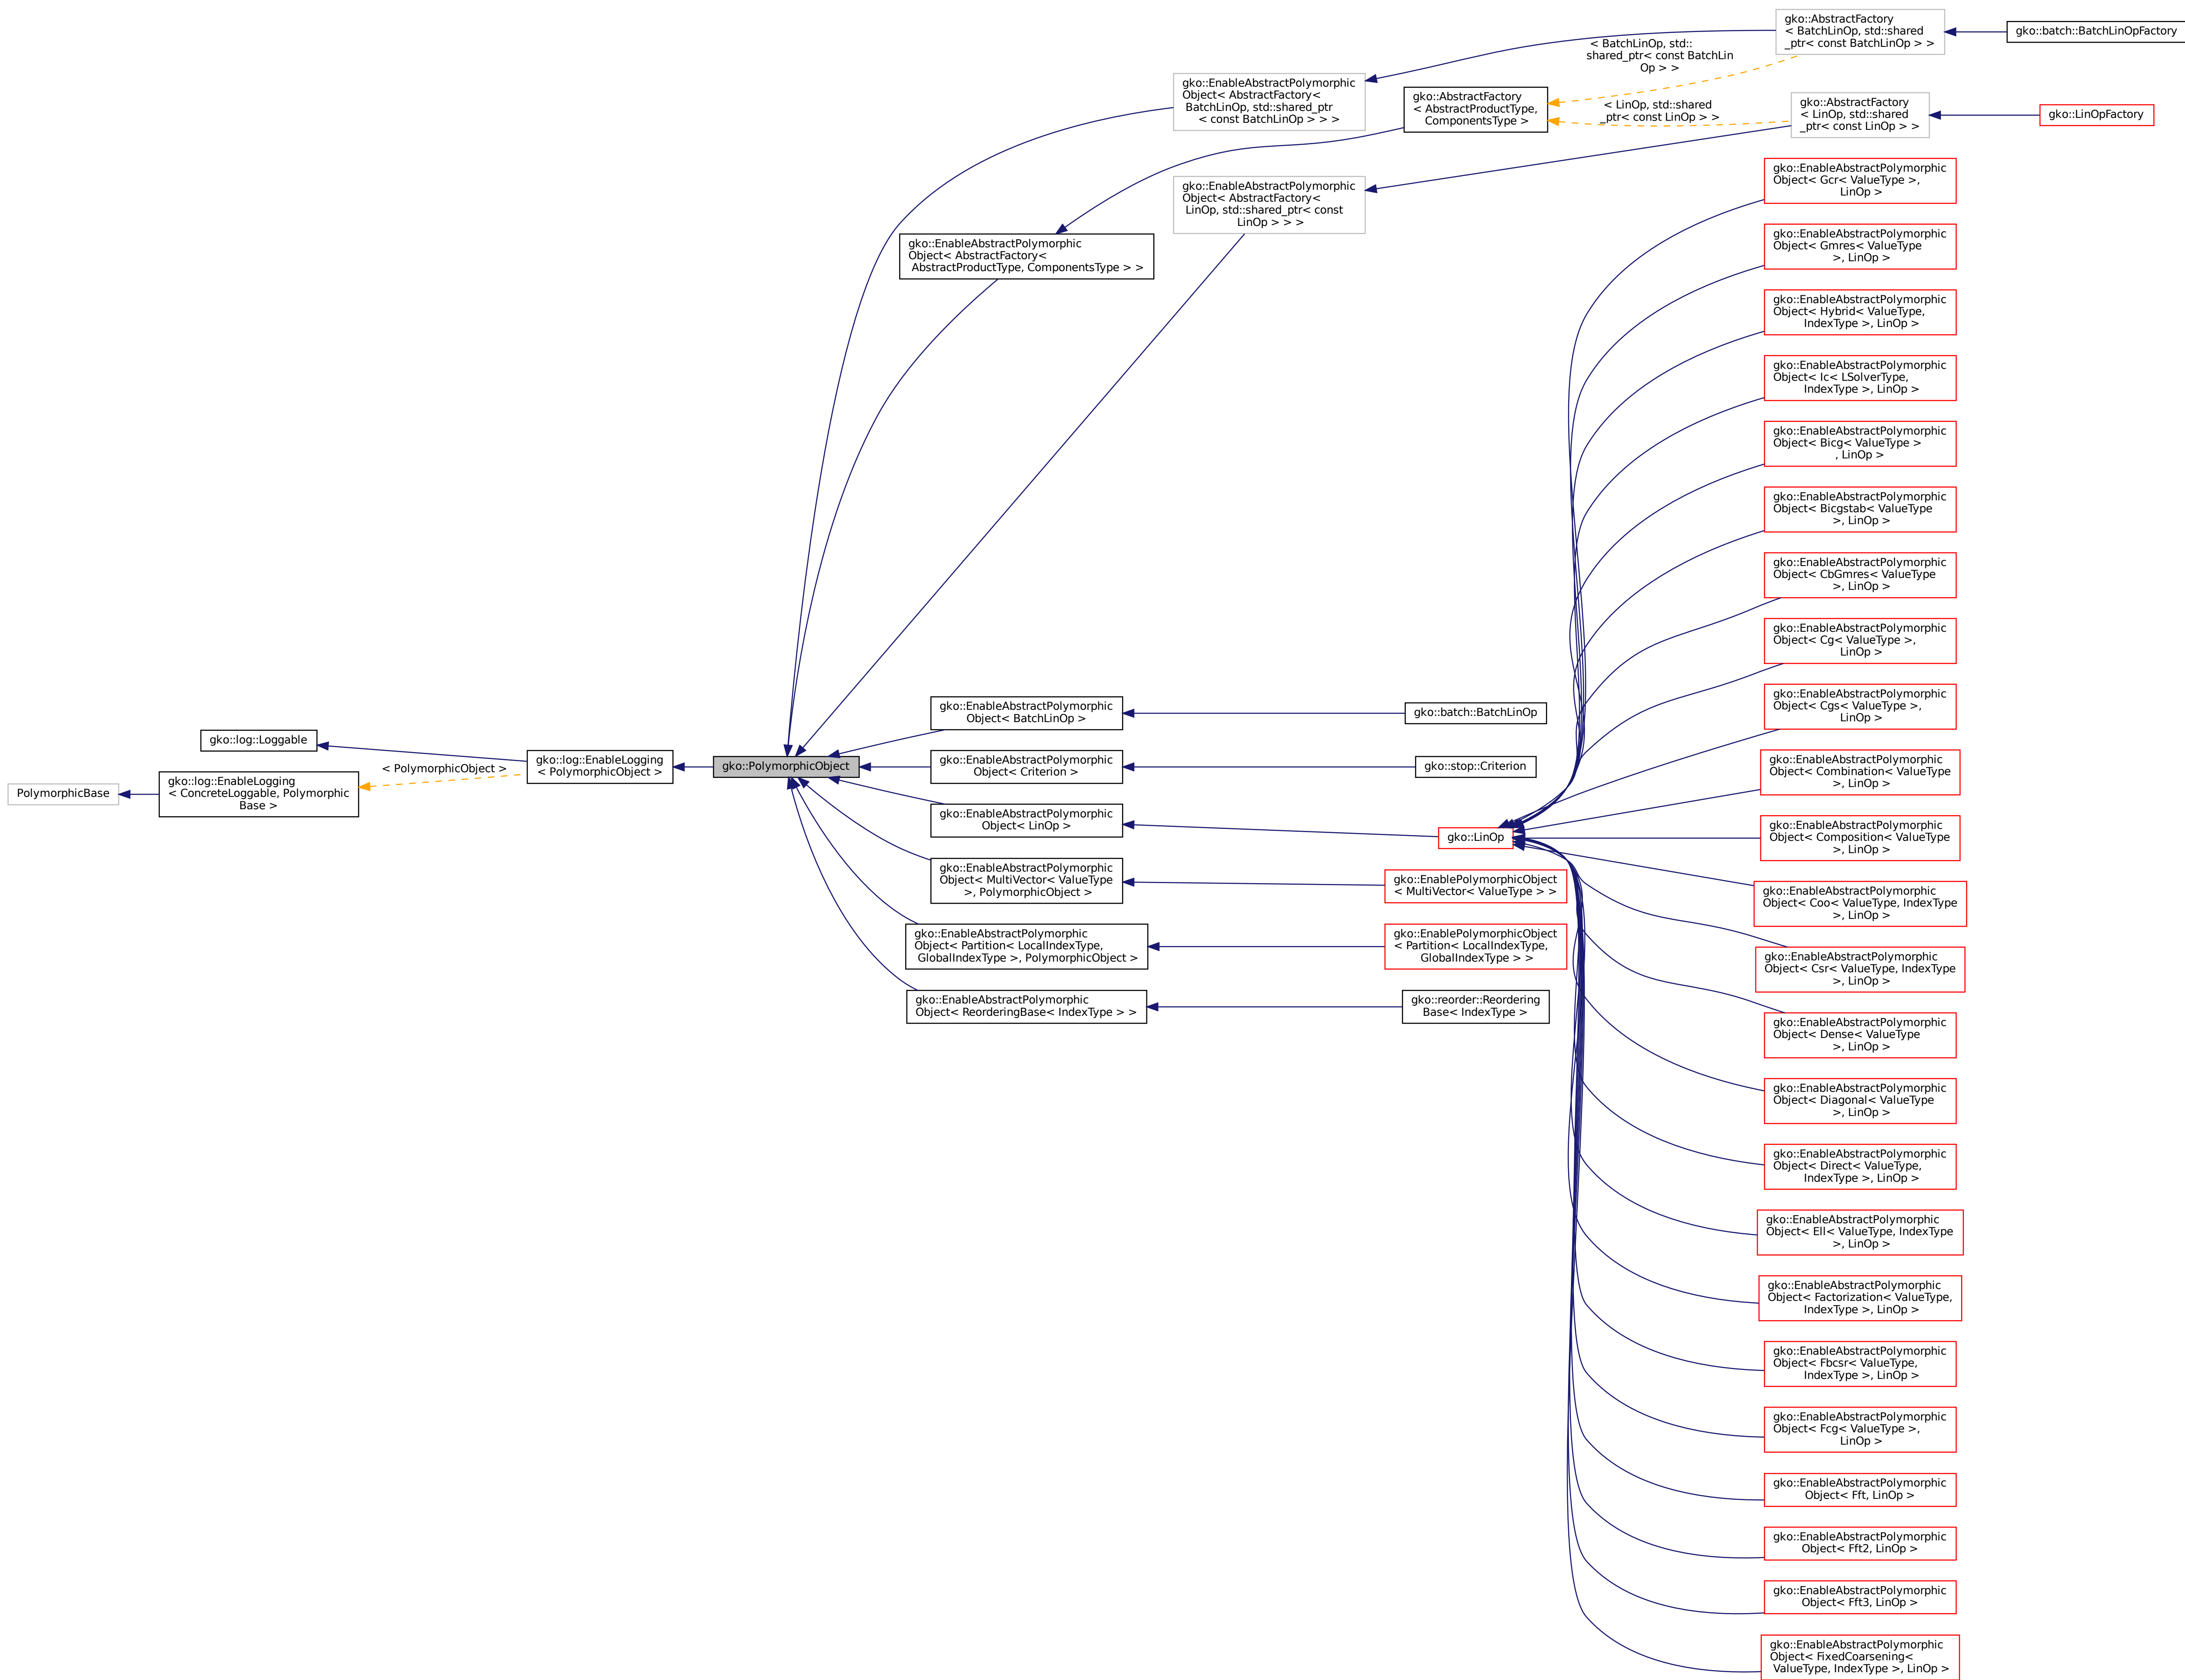 gko::AbstractFactory
< BatchLinOp, std::shared
_ptr< const BatchLinOp > >
gko::batch::BatchLinOpFactory
< BatchLinOp, std::
shared_ptr< const BatchLin
Op > >
gko::EnableAbstractPolymorphic
Object< AbstractFactory<
BatchLinOp, std::shared_ptr
< const BatchLinOp > > >
gko::AbstractFactory
< AbstractProductType,
ComponentsType >
< LinOp, std::shared
_ptr< const LinOp > >
gko::AbstractFactory
< LinOp, std::shared
_ptr< const LinOp > >
gko::LinOpFactory
gko::EnableAbstractPolymorphic
Object< AbstractFactory<
LinOp, std::shared_ptr< const
LinOp > > >
gko::EnableAbstractPolymorphic
Object< AbstractFactory<
AbstractProductType, ComponentsType > >
gko::EnableAbstractPolymorphic
Object< Gcr< ValueType >,
LinOp >
gko::EnableAbstractPolymorphic
Object< Gmres< ValueType
>, LinOp >
gko::EnableAbstractPolymorphic
Object< Hybrid< ValueType,
IndexType >, LinOp >
gko::EnableAbstractPolymorphic
Object< Ic< LSolverType,
IndexType >, LinOp >
gko::EnableAbstractPolymorphic
Object< Bicg< ValueType >
, LinOp >
gko::EnableAbstractPolymorphic
Object< Bicgstab< ValueType
>, LinOp >
gko::EnableAbstractPolymorphic
Object< CbGmres< ValueType
>, LinOp >
gko::EnableAbstractPolymorphic
Object< Cg< ValueType >,
LinOp >
gko::EnableAbstractPolymorphic
Object< Cgs< ValueType >,
LinOp >
gko::log::Loggable
PolymorphicBase
gko::log::EnableLogging
< ConcreteLoggable, Polymorphic
Base >
< PolymorphicObject >
gko::log::EnableLogging
< PolymorphicObject >
gko::PolymorphicObject
gko::EnableAbstractPolymorphic
Object< BatchLinOp >
gko::batch::BatchLinOp
gko::EnableAbstractPolymorphic
Object< Criterion >
gko::stop::Criterion
gko::EnableAbstractPolymorphic
Object< LinOp >
gko::LinOp
gko::EnableAbstractPolymorphic
Object< MultiVector< ValueType
>, PolymorphicObject >
gko::EnablePolymorphicObject
< MultiVector< ValueType > >
gko::EnableAbstractPolymorphic
Object< Partition< LocalIndexType,
GlobalIndexType >, PolymorphicObject >
gko::EnablePolymorphicObject
< Partition< LocalIndexType,
GlobalIndexType > >
gko::EnableAbstractPolymorphic
Object< ReorderingBase< IndexType > >
gko::reorder::Reordering
Base< IndexType >
gko::EnableAbstractPolymorphic
Object< Combination< ValueType
>, LinOp >
gko::EnableAbstractPolymorphic
Object< Composition< ValueType
>, LinOp >
gko::EnableAbstractPolymorphic
Object< Coo< ValueType, IndexType
>, LinOp >
gko::EnableAbstractPolymorphic
Object< Csr< ValueType, IndexType
>, LinOp >
gko::EnableAbstractPolymorphic
Object< Dense< ValueType
>, LinOp >
gko::EnableAbstractPolymorphic
Object< Diagonal< ValueType
>, LinOp >
gko::EnableAbstractPolymorphic
Object< Direct< ValueType,
IndexType >, LinOp >
gko::EnableAbstractPolymorphic
Object< Ell< ValueType, IndexType
>, LinOp >
gko::EnableAbstractPolymorphic
Object< Factorization< ValueType,
IndexType >, LinOp >
gko::EnableAbstractPolymorphic
Object< Fbcsr< ValueType,
IndexType >, LinOp >
gko::EnableAbstractPolymorphic
Object< Fcg< ValueType >,
LinOp >
gko::EnableAbstractPolymorphic
Object< Fft, LinOp >
gko::EnableAbstractPolymorphic
Object< Fft2, LinOp >
gko::EnableAbstractPolymorphic
Object< Fft3, LinOp >
gko::EnableAbstractPolymorphic
Object< FixedCoarsening<
ValueType, IndexType >, LinOp >